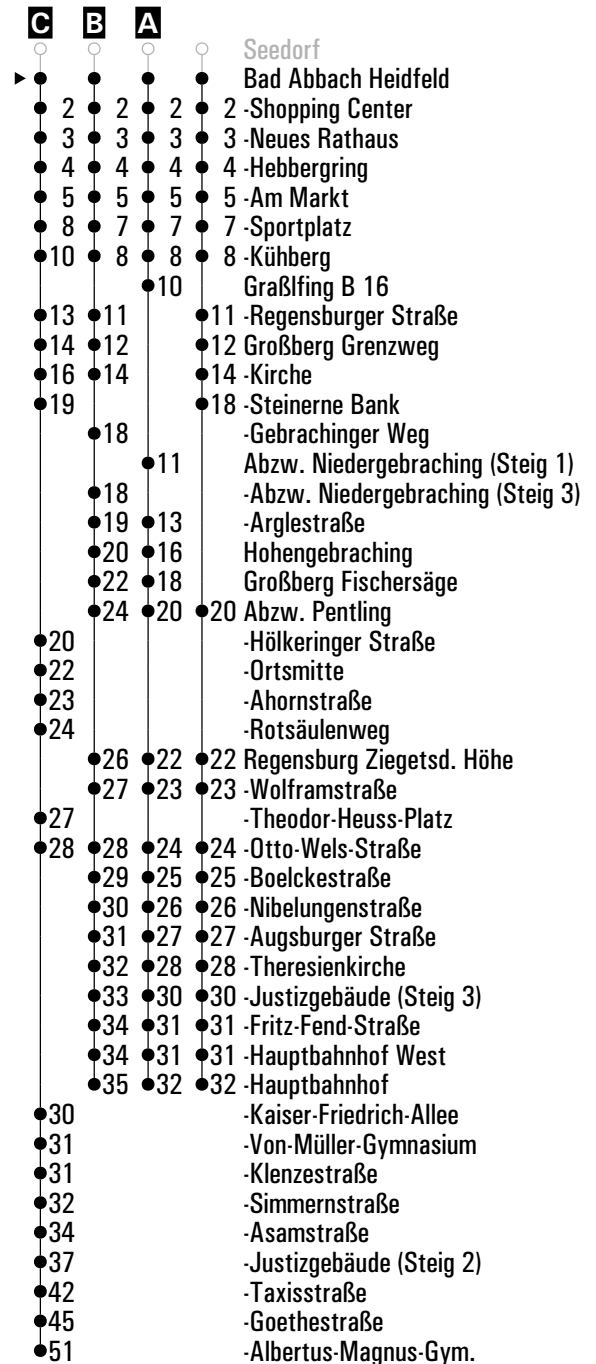 C B A
Seedorf
Bad Abbach Heidfeld
2 2 2 2 -Shopping Center
3 3 3 3 -Neues Rathaus
4 4 4 4 -Hebbergring
5 5 5 5 -Am Markt
8 7 7 7 -Sportplatz
10 8 8 8 -Kühberg
10 Graßlfing B 16
13 11 11 -Regensburger Straße
14 12 12 Großberg Grenzweg
16 14 14 -Kirche
19 18 -Steinerne Bank
18 -Gebrachinger Weg
11 Abzw. Niedergebraching (Steig 1)
18 -Abzw. Niedergebraching (Steig 3)
19 13 -Arglestraße
20 16 Hohengebraching
22 18 Großberg Fischersäge
24 20 20 Abzw. Pentling
20 -Hölkeringer Straße
22 -Ortsmitte
23 -Ahornstraße
24 -Rotsäulenweg
26 22 22 Regensburg Ziegetsd. Höhe
27 23 23 -Wolframstraße
27 -Theodor-Heuss-Platz
28 28 24 24 -Otto-Wels-Straße
29 25 25 -Boelckestraße
30 26 26 -Nibelungenstraße
31 27 27 -Augsburger Straße
32 28 28 -Theresienkirche
33 30 30 -Justizgebäude (Steig 3)
34 31 31 -Fritz-Fend-Straße
34 31 31 -Hauptbahnhof West
35 32 32 -Hauptbahnhof
30 -Kaiser-Friedrich-Allee
31 -Von-Müller-Gymnasium
31 -Klenzestraße
32 -Simmernstraße
34 -Asamstraße
37 -Justizgebäude (Steig 2)
42 -Taxisstraße
45 -Goethestraße
51 -Albertus-Magnus-Gym.